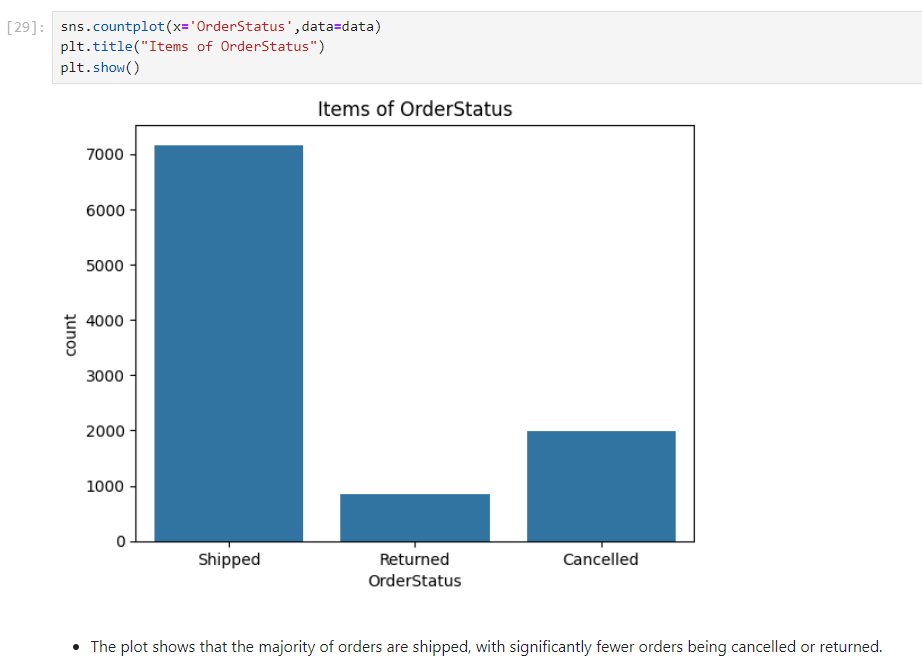 [29]: sns.countplot(x='OrderStatus',data=data)
plt.title("Items of OrderStatus")
plt.show()
Items of OrderStatus
7000
6000
5000
4000
3000
2000
1000
0
count
Shipped Returned Cancelled
OrderStatus
• The plot shows that the majority of orders are shipped, with significantly fewer orders being cancelled or returned.